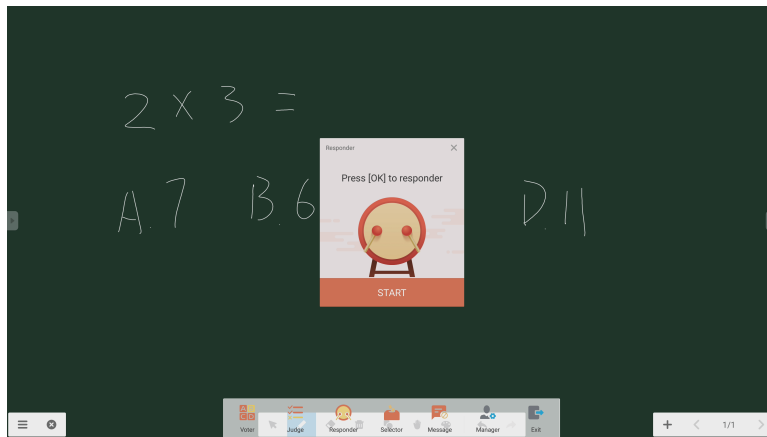 2 × 3 =
Responder
Press [OK] to responder
A.7 B.6 D.11
START
Voter Judge Responder Selector Message Manager Exit
1/1